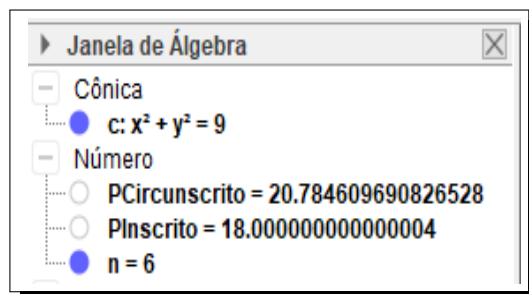 Janela de Álgebra
Cônica
c: x² + y² = 9
Número
PCircunscrito = 20.784609690826528
PInscrito = 18.000000000000004
n = 6